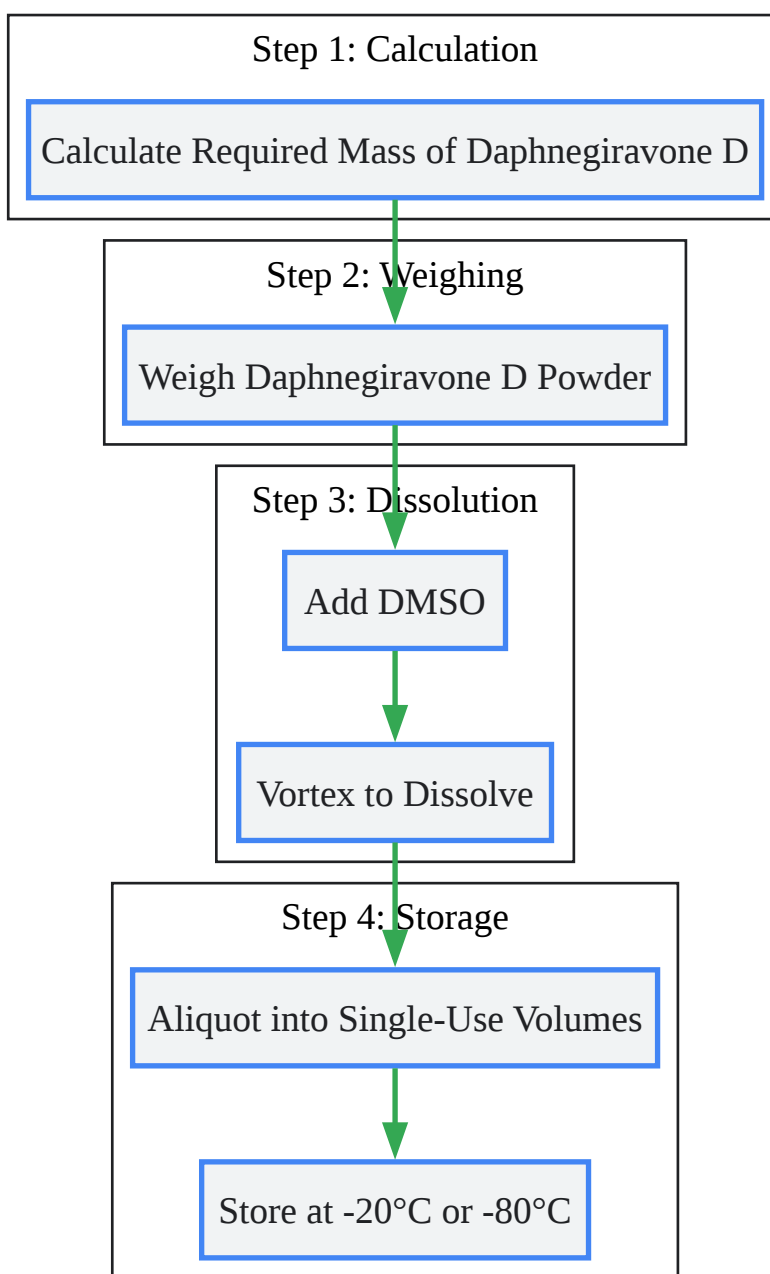 Step 1: Calculation
Calculate Required Mass of Daphnegiravone D
Step 2: Weighing
Weigh Daphnegiravone D Powder
Step 3: Dissolution
Add DMSO
Vortex to Dissolve
Step 4: Storage
Aliquot into Single-Use Volumes
Store at -20°C or -80°C